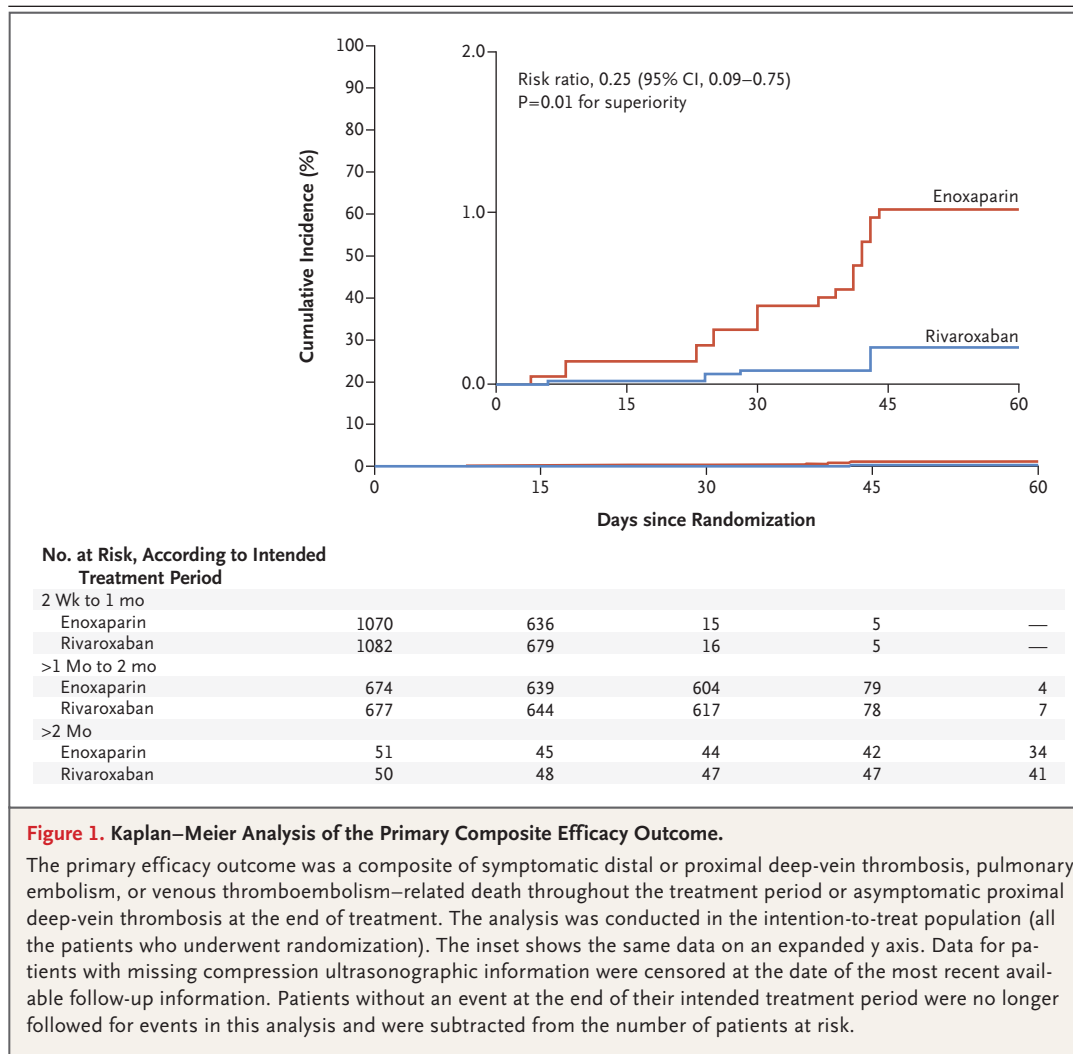 100
90
80
70
60
50
40
30
20
10
0
Cumulative Incidence (%)
2.0
1.0
0.0
Risk ratio, 0.25 (95% CI, 0.09–0.75)
P=0.01 for superiority
Enoxaparin
Rivaroxaban
0 15 30 45 60
0 15 30 45 60
Days since Randomization
No. at Risk, According to Intended
Treatment Period
2 Wk to 1 mo
Enoxaparin 1070 636 15 5 —
Rivaroxaban 1082 679 16 5 —
>1 Mo to 2 mo
Enoxaparin 674 639 604 79 4
Rivaroxaban 677 644 617 78 7
>2 Mo
Enoxaparin 51 45 44 42 34
Rivaroxaban 50 48 47 47 41
Figure 1. Kaplan–Meier Analysis of the Primary Composite Efficacy Outcome.
The primary efficacy outcome was a composite of symptomatic distal or proximal deep-vein thrombosis, pulmonary
embolism, or venous thromboembolism–related death throughout the treatment period or asymptomatic proximal
deep-vein thrombosis at the end of treatment. The analysis was conducted in the intention-to-treat population (all
the patients who underwent randomization). The inset shows the same data on an expanded y axis. Data for pa-
tients with missing compression ultrasonographic information were censored at the date of the most recent avail-
able follow-up information. Patients without an event at the end of their intended treatment period were no longer
followed for events in this analysis and were subtracted from the number of patients at risk.